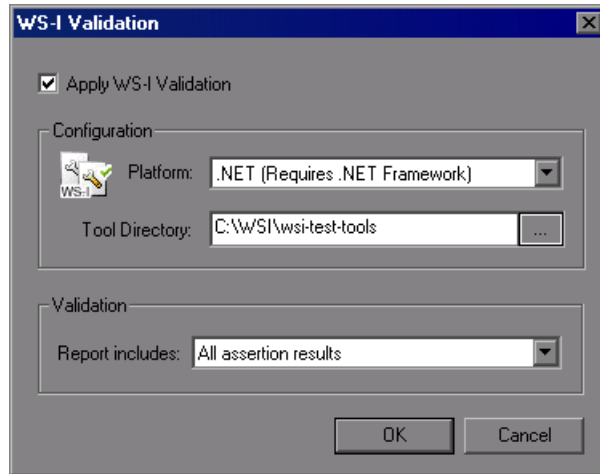 WS-I Validation
Apply WS-I Validation
Configuration
WS-I
Platform: .NET (Requires .NET Framework)
Tool Directory: C:\WSI\wsi-test-tools ...
Validation
Report includes: All assertion results
OK Cancel